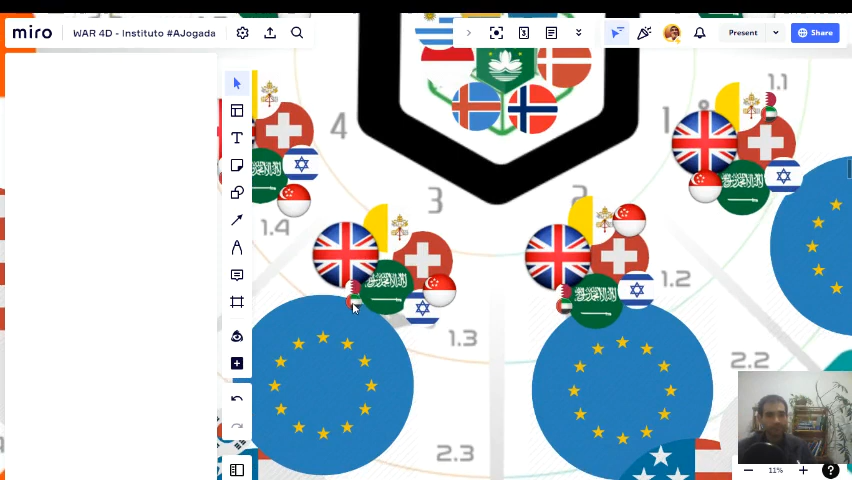 miro
WAR 4D - Instituto #AJogada
3
Present
Share
T
4
3
2
1
1.1
1.4
1.3
1.2
2.2
2.3
11%
?